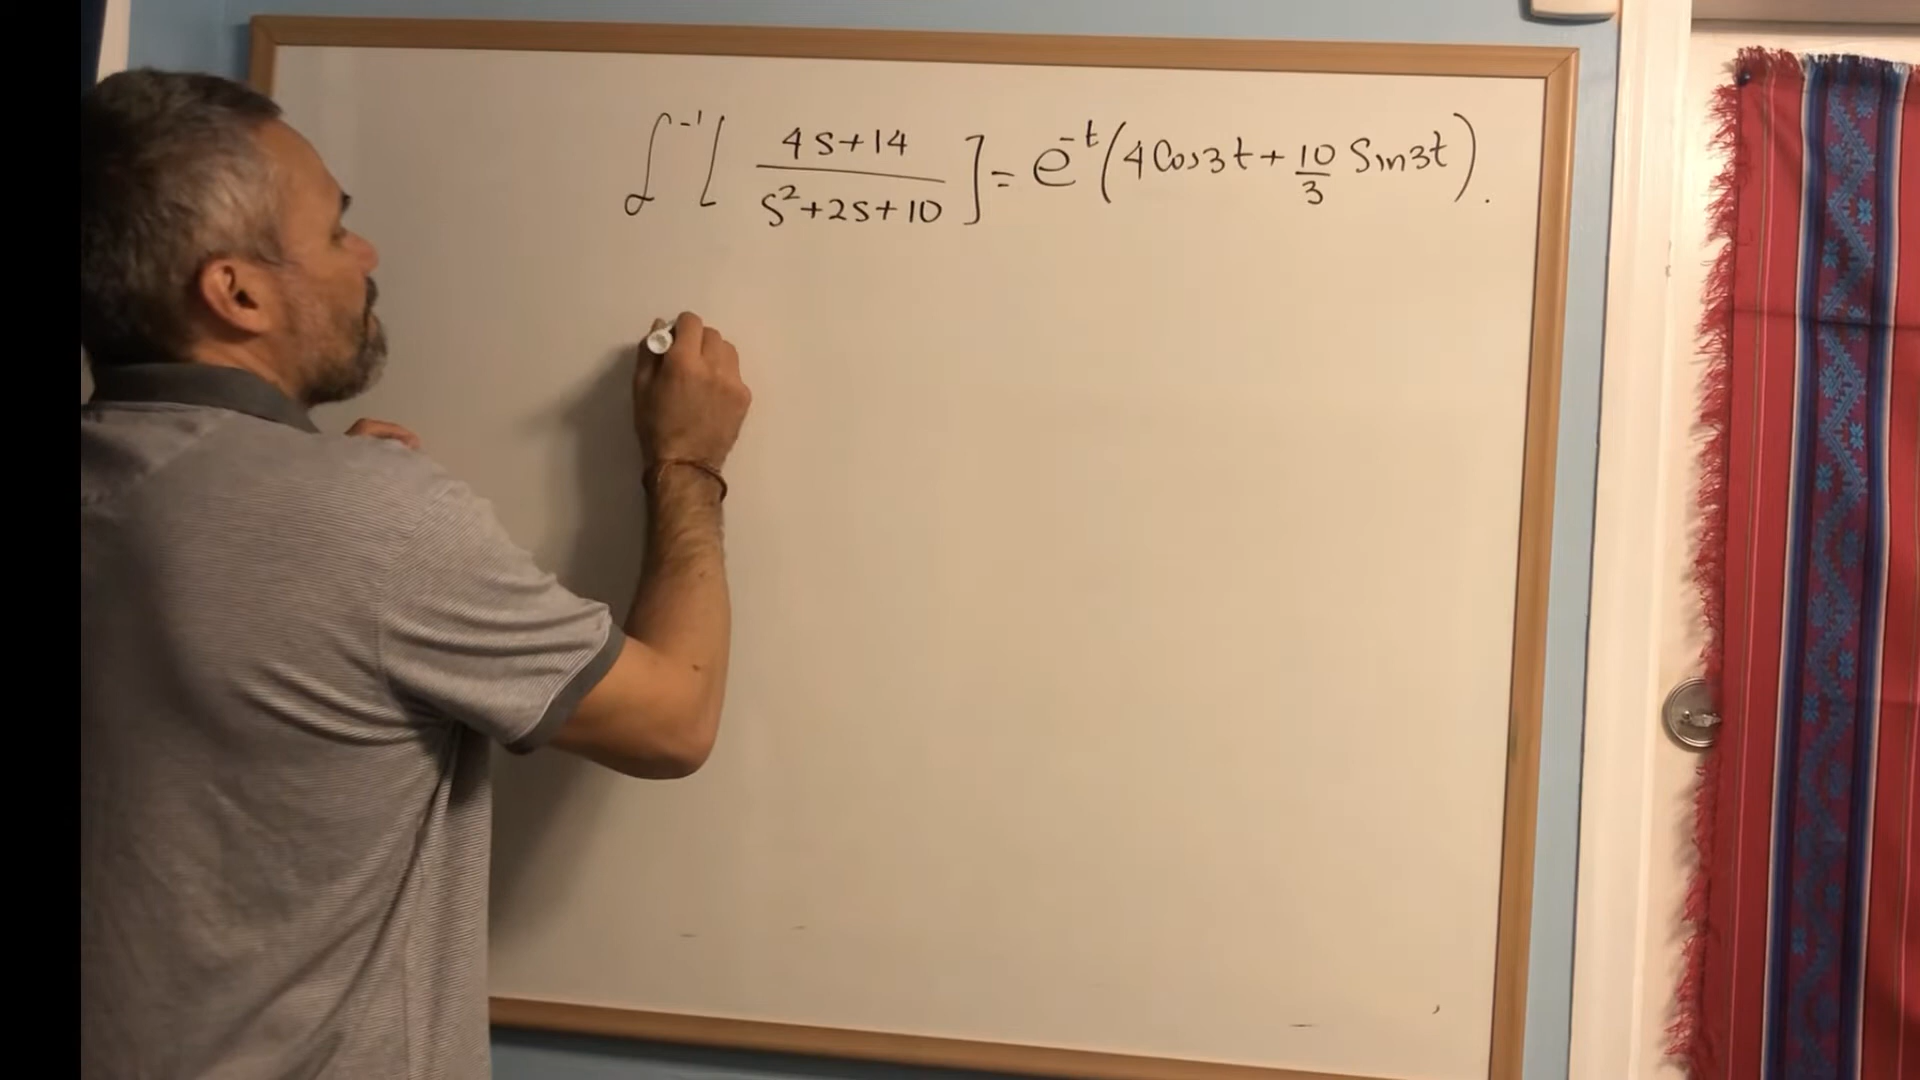 ℒ⁻¹[ (4s+14)/(s²+2s+10) ] = e⁻ᵗ(4Cos3t + 10/3 Sin3t).